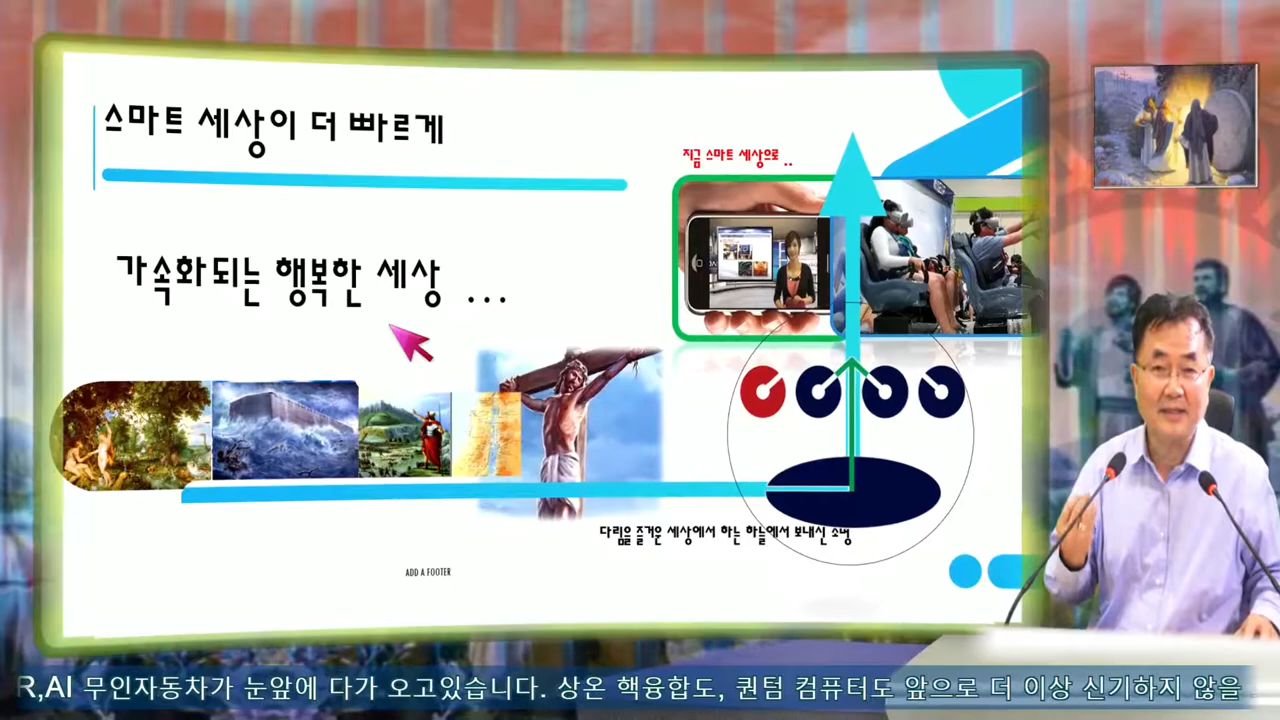 스마트 세상이 더 빠르게
지금 스마트 세상으로 ..
가속화되는 행복한 세상 ...
다림을 즐거운 세상에서 하는 하늘에서 보내신 소명
ADD A FOOTER
R,AI 무인자동차가 눈앞에 다가 오고있습니다. 상온 핵융합도, 퀀텀 컴퓨터도 앞으로 더 이상 신기하지 않을